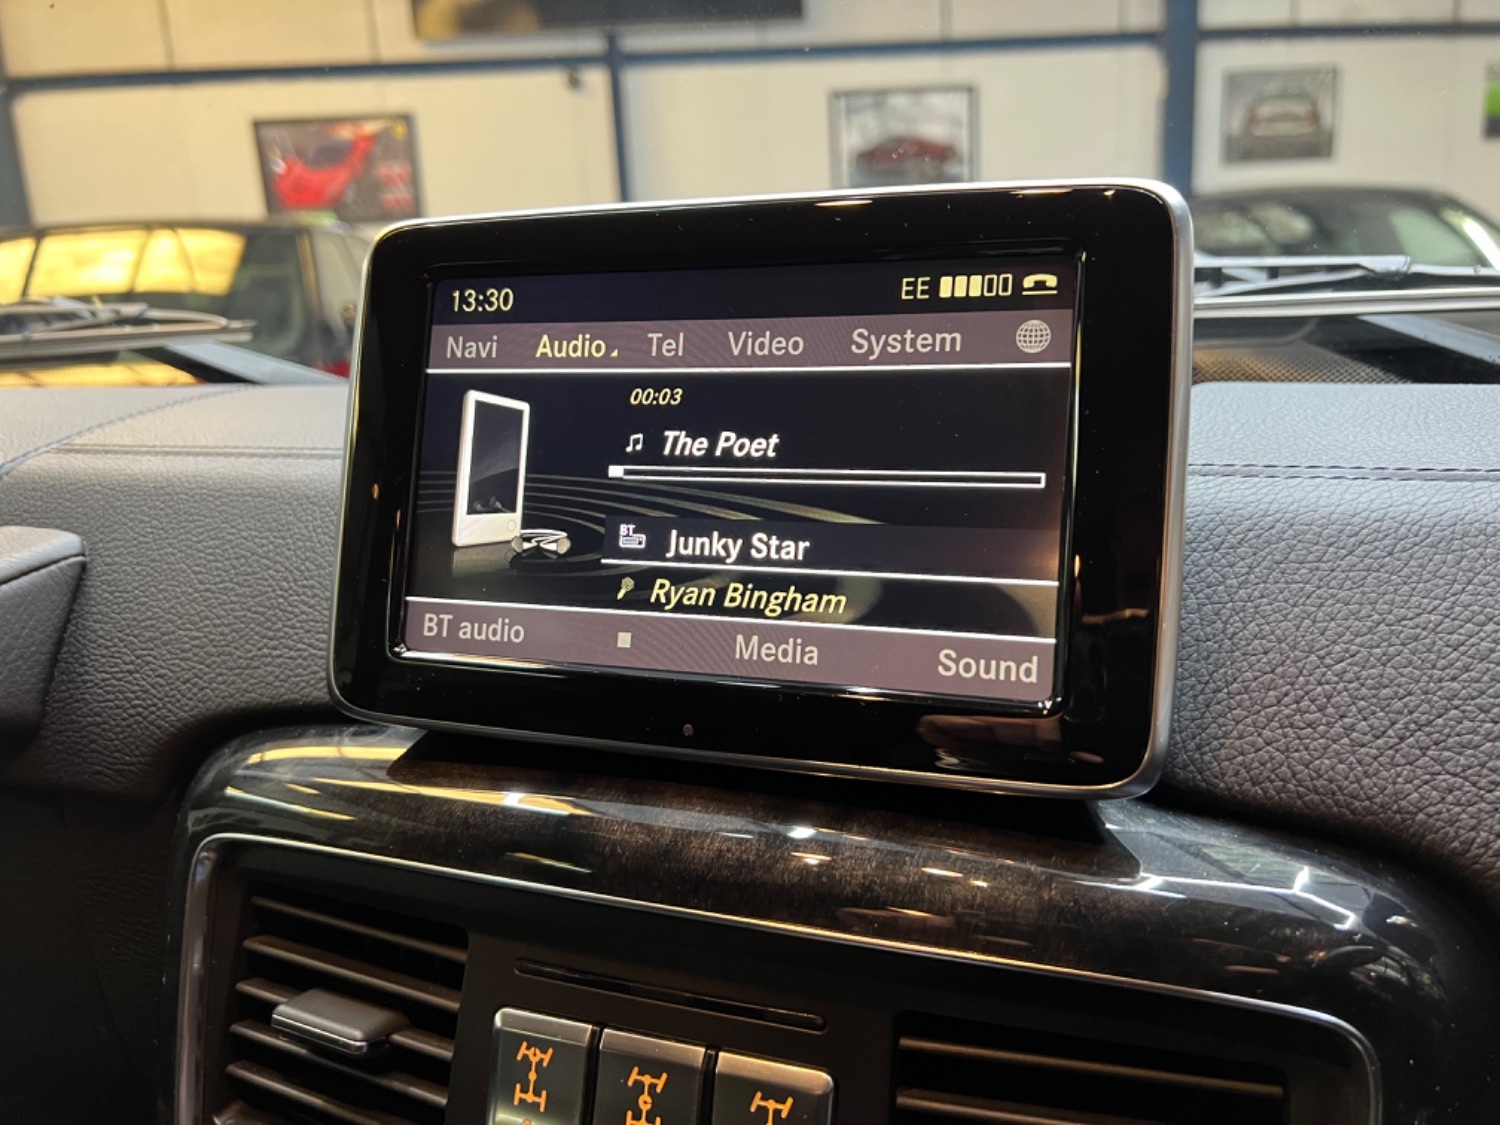 13:30 EE
Navi Audio Tel Video System
00:03
The Poet
BT Junky Star
Ryan Bingham
BT audio Media Sound